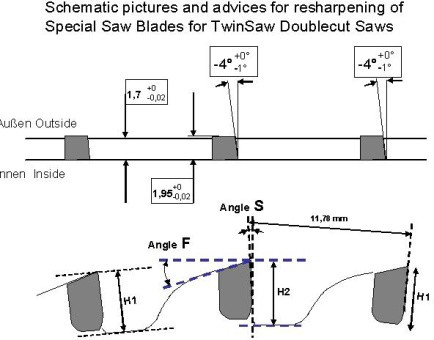 Schematic pictures and advices for resharpening of
Special Saw Blades for TwinSaw Doublecut Saws
-4° +0° -1°
-4° +0° -1°
1,7 +0 -0,02
Außen Outside
nnen Inside
1,95 +0 -0,02
Angle S
11,78 mm
Angle F
H1
H2
H1